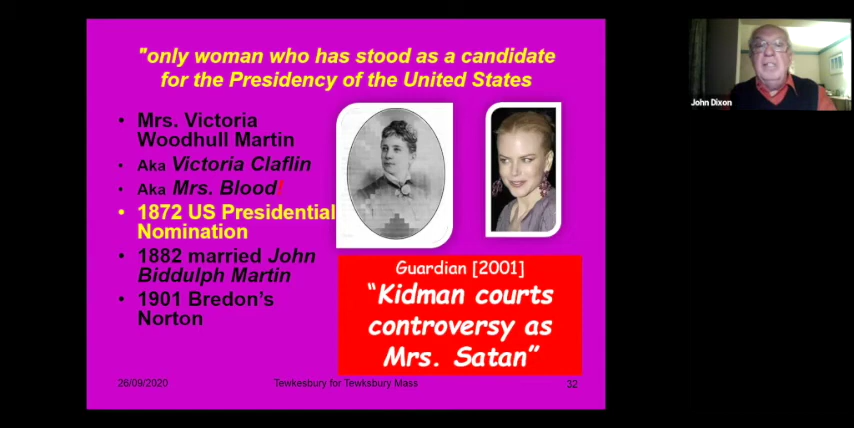 "only woman who has stood as a candidate
for the Presidency of the United States
• Mrs. Victoria
Woodhull Martin
• Aka Victoria Claflin
• Aka Mrs. Blood!
• 1872 US Presidential
Nomination
• 1882 married John
Biddulph Martin
• 1901 Bredon's
Norton
Guardian [2001]
"Kidman courts
controversy as
Mrs. Satan"
26/09/2020
Tewkesbury for Tewksbury Mass
32
John Dixon